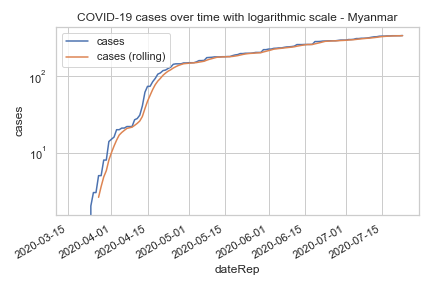 COVID-19 cases over time with logarithmic scale - Myanmar
cases
cases (rolling)
10²
10¹
cases
2020-03-15
2020-04-01
2020-04-15
2020-05-01
2020-05-15
2020-06-01
2020-06-15
2020-07-01
2020-07-15
dateRep